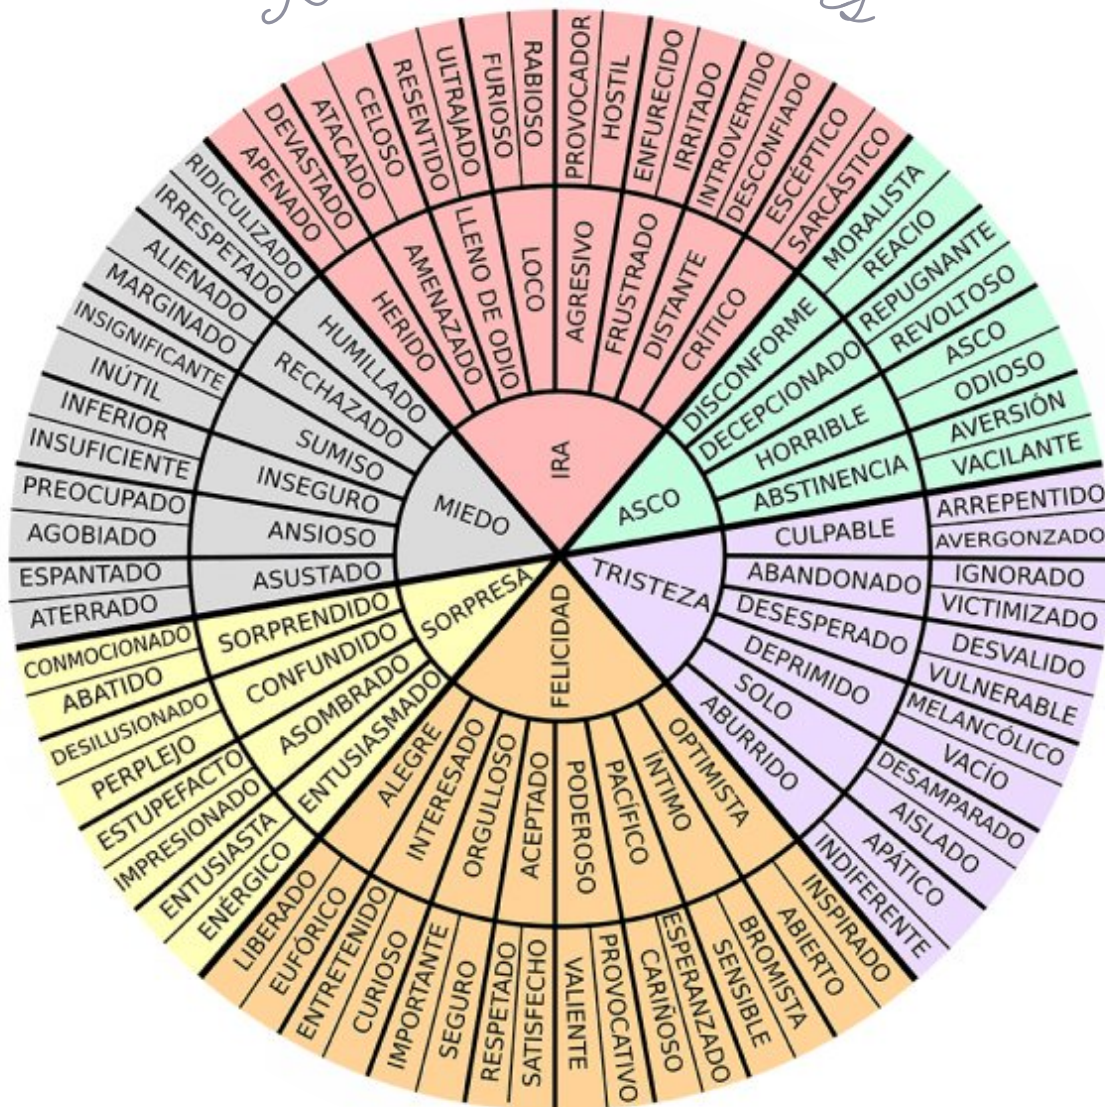 IRA
HERIDO
APENADO
DEVASTADO
AMENAZADO
ATACADO
CELOSO
LLENO DE ODIO
RESENTIDO
ULTRAJADO
LOCO
FURIOSO
RABIOSO
AGRESIVO
PROVOCADOR
HOSTIL
FRUSTRADO
ENFURECIDO
IRRITADO
DISTANTE
INTROVERTIDO
DESCONFIADO
CRÍTICO
ESCÉPTICO
SARCÁSTICO
ASCO
DISCONFORME
MORALISTA
REACIO
DECEPCIONADO
REPUGNANTE
REVOLTOSO
HORRIBLE
ASCO
ODIOSO
ABSTINENCIA
AVERSIÓN
VACILANTE
TRISTEZA
CULPABLE
ARREPENTIDO
AVERGONZADO
ABANDONADO
IGNORADO
VICTIMIZADO
DESESPERADO
DESVALIDO
VULNERABLE
DEPRIMIDO
MELANCÓLICO
VACÍO
SOLO
DESAMPARADO
AISLADO
ABURRIDO
APÁTICO
INDIFERENTE
FELICIDAD
OPTIMISTA
INSPIRADO
ABIERTO
ÍNTIMO
BROMISTA
SENSIBLE
PACÍFICO
ESPERANZADO
CARIÑOSO
PODEROSO
PROVOCATIVO
VALIENTE
ACEPTADO
SATISFECHO
RESPETADO
ORGULLOSO
SEGURO
IMPORTANTE
INTERESADO
CURIOSO
ENTRETENIDO
ALEGRE
EUFÓRICO
LIBERADO
SORPRESA
ENTUSIASMADO
ENÉRGICO
ENTUSIASTA
ASOMBRADO
IMPRESIONADO
ESTUPEFACTO
CONFUNDIDO
PERPLEJO
DESILUSIONADO
SORPRENDIDO
ABATIDO
CONMOCIONADO
MIEDO
ASUSTADO
ATERRADO
ESPANTADO
ANSIOSO
AGOBIADO
PREOCUPADO
INSEGURO
INSUFICIENTE
INFERIOR
SUMISO
INÚTIL
INSIGNIFICANTE
RECHAZADO
MARGINADO
ALIENADO
HUMILLADO
IRRESPETADO
RIDICULIZADO